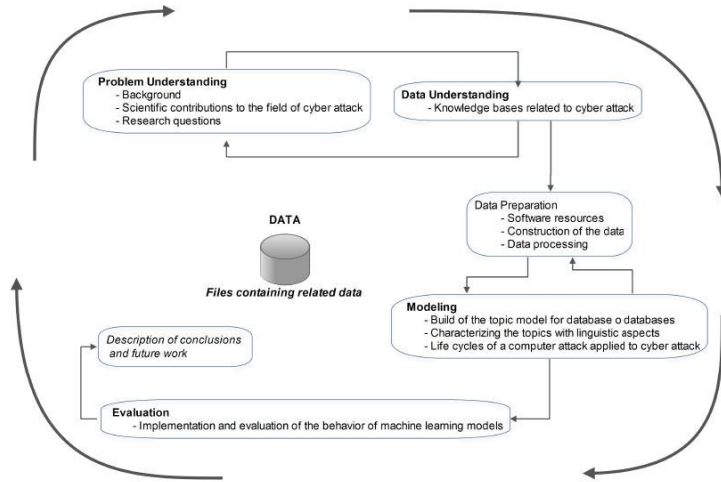 Problem Understanding
- Background
- Scientific contributions to the field of cyber attack
- Research questions
Data Understanding
- Knowledge bases related to cyber attack
Data Preparation
- Software resources
- Construction of the data
- Data processing
DATA
Files containing related data
Modeling
- Build of the topic model for database o databases
- Characterizing the topics with linguistic aspects
- Life cycles of a computer attack applied to cyber attack
Description of conclusions
and future work
Evaluation
- Implementation and evaluation of the behavior of machine learning models